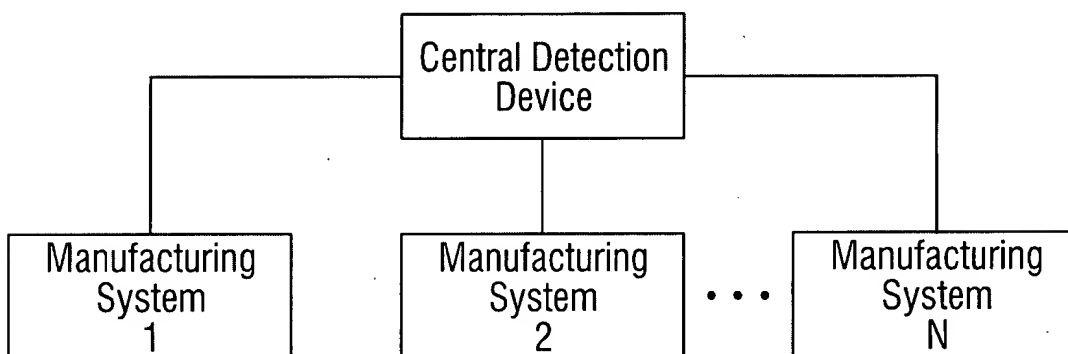 Central Detection
Device
Manufacturing
System
1
Manufacturing
System
2
• • •
Manufacturing
System
N